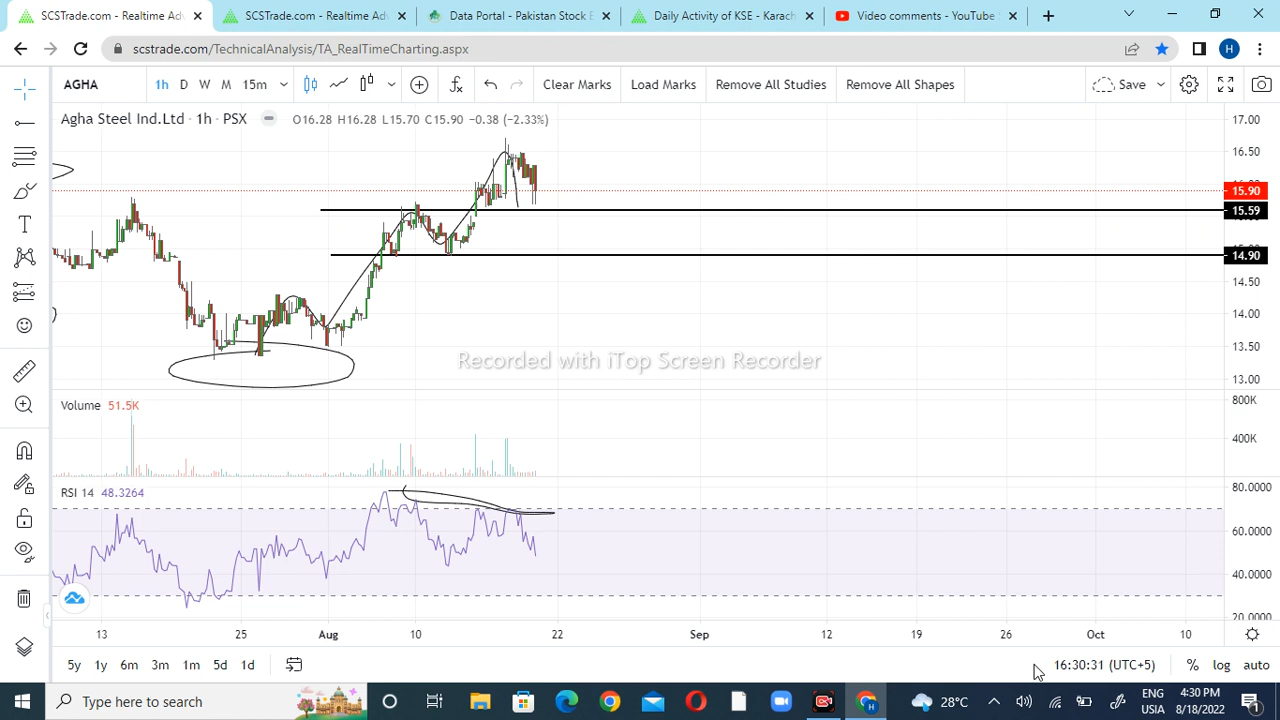 SCSTrade.com - Realtime Adv
SCSTrade.com - Realtime Adv
Data Portal - Pakistan Stock E
Daily Activity of KSE - Karach
Video comments - YouTube S
scstrade.com/TechnicalAnalysis/TA_RealTimeCharting.aspx
H
AGHA
1h D W M 15m
Clear Marks
Load Marks
Remove All Studies
Remove All Shapes
Save
Agha Steel Ind.Ltd · 1h · PSX
O16.28 H16.28 L15.70 C15.90 −0.38 (−2.33%)
17.00
16.50
15.90
15.59
14.90
14.50
14.00
13.50
13.00
Recorded with iTop Screen Recorder
Volume 51.5K
800K
400K
RSI 14 48.3264
80.0000
60.0000
40.0000
20.0000
13 25 Aug 10 22 Sep 12 19 26 Oct 10
5y 1y 6m 3m 1m 5d 1d
16:30:31 (UTC+5)
% log auto
Type here to search
28°C
ENG
USIA
4:30 PM
8/18/2022
1